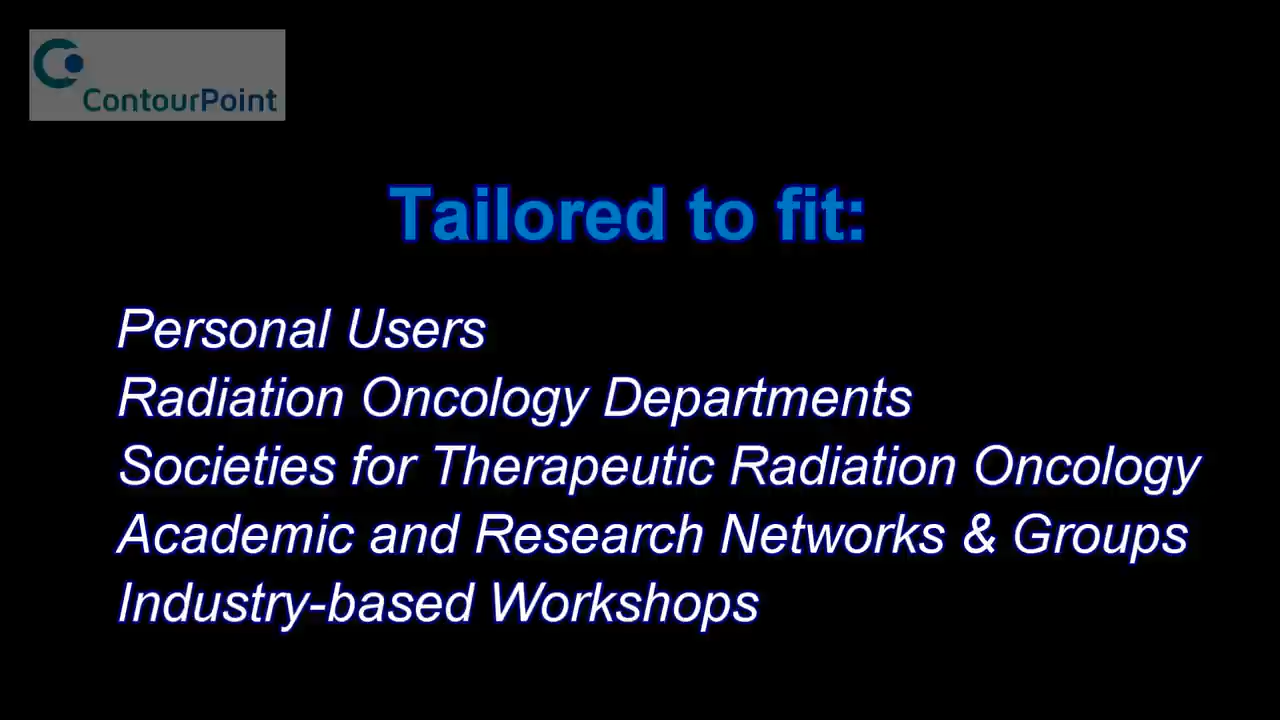 ContourPoint
Tailored to fit:
Personal Users
Radiation Oncology Departments
Societies for Therapeutic Radiation Oncology
Academic and Research Networks & Groups
Industry-based Workshops